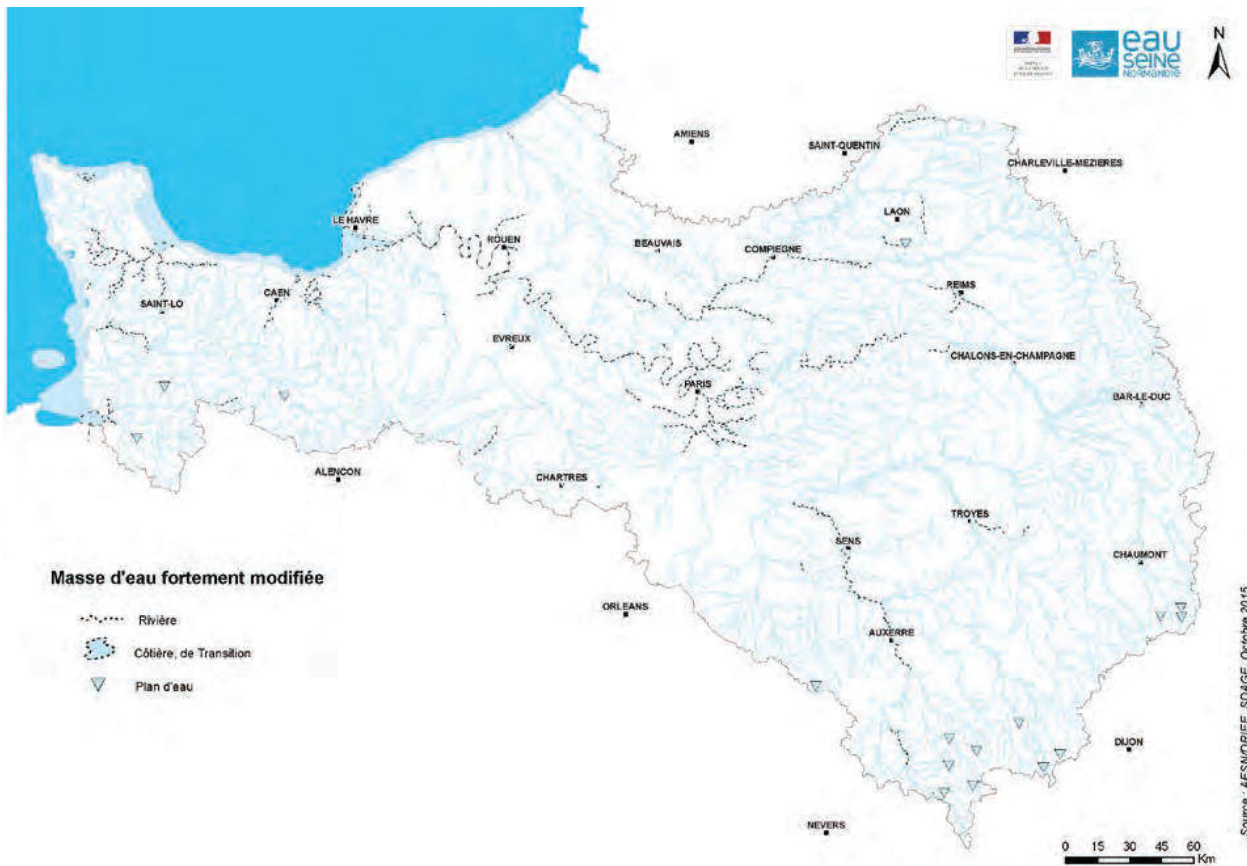 eau
SEINE
NORMANDIE
N
AMIENS
SAINT-QUENTIN
CHARLEVILLE-MEZIERES
LAON
LE HAVRE
ROUEN
BEAUVAIS
COMPIEGNE
REIMS
SAINT-LO
CAEN
EVREUX
CHALONS-EN-CHAMPAGNE
PARIS
BAR-LE-DUC
ALENÇON
CHARTRES
TROYES
SENS
CHAUMONT
ORLEANS
AUXERRE
DIJON
NEVERS
Masse d'eau fortement modifiée
Rivière
Côtière, de Transition
Plan d'eau
0 15 30 45 60
Km
Source : AESN/DRIEE, SDAGE, Octobre 2015